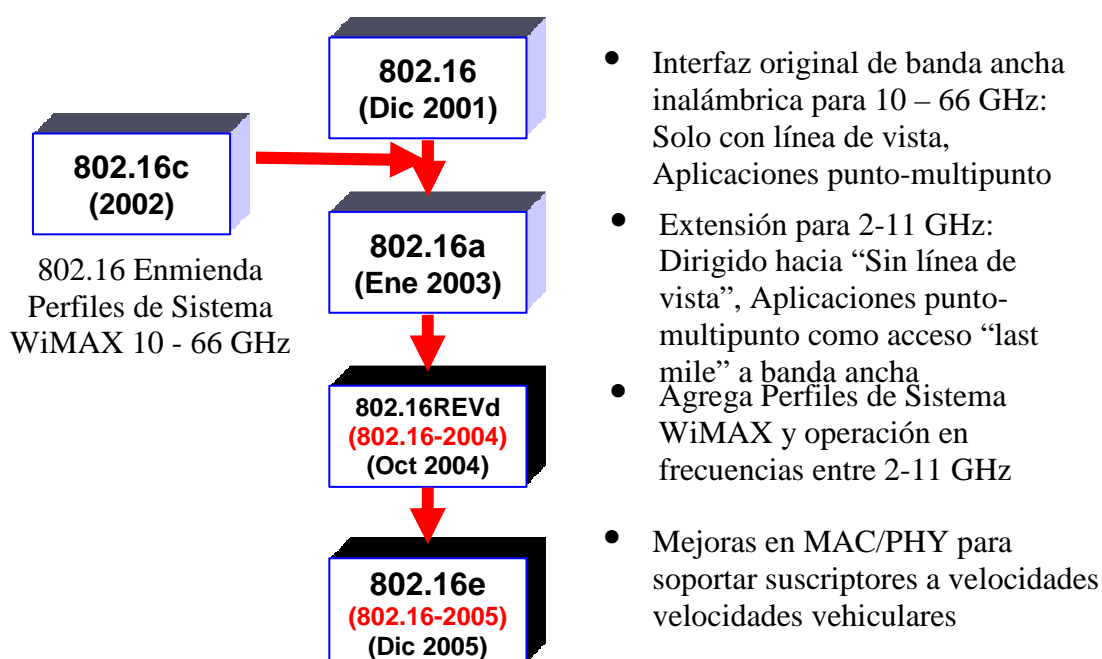 802.16
(Dic 2001)
802.16c
(2002)
802.16 Enmienda
Perfiles de Sistema
WiMAX 10 - 66 GHz
802.16a
(Ene 2003)
802.16REVd
(802.16-2004)
(Oct 2004)
802.16e
(802.16-2005)
(Dic 2005)
• Interfaz original de banda ancha
inalámbrica para 10 – 66 GHz:
Solo con línea de vista,
Aplicaciones punto-multipunto
• Extensión para 2-11 GHz:
Dirigido hacia “Sin línea de
vista”, Aplicaciones punto-
multipunto como acceso “last
mile” a banda ancha
• Agrega Perfiles de Sistema
WiMAX y operación en
frecuencias entre 2-11 GHz
• Mejoras en MAC/PHY para
soportar suscriptores a velocidades
velocidades vehiculares